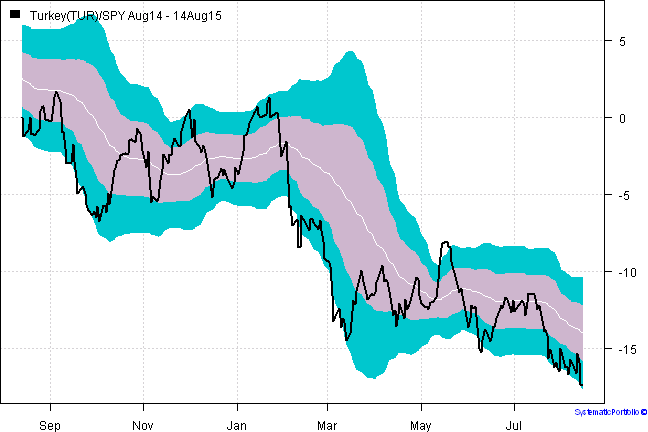 Turkey(TUR)/SPY Aug14 - 14Aug15
5
0
-5
-10
-15
Sep Nov Jan Mar May Jul
SystematicPortfolio ©